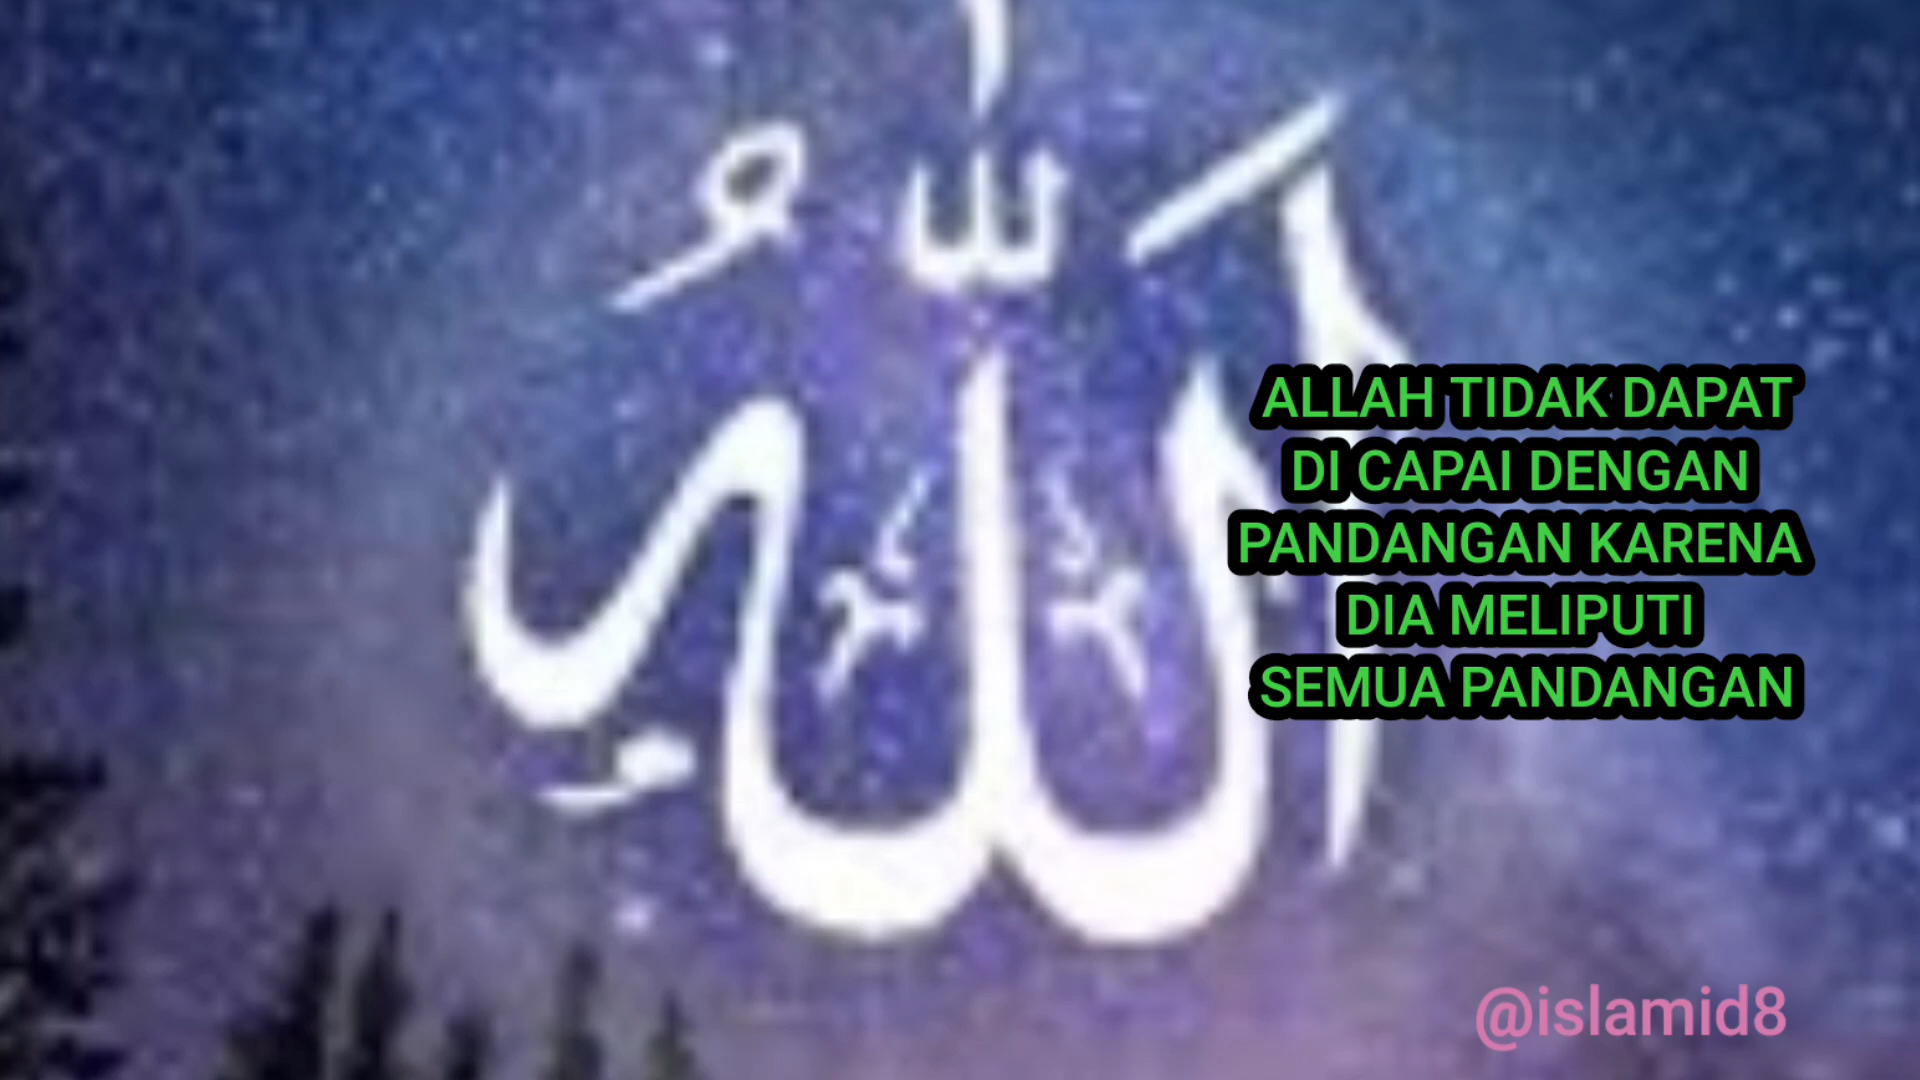 اللهُ
ALLAH TIDAK DAPAT
DI CAPAI DENGAN
PANDANGAN KARENA
DIA MELIPUTI
SEMUA PANDANGAN
@islamid8